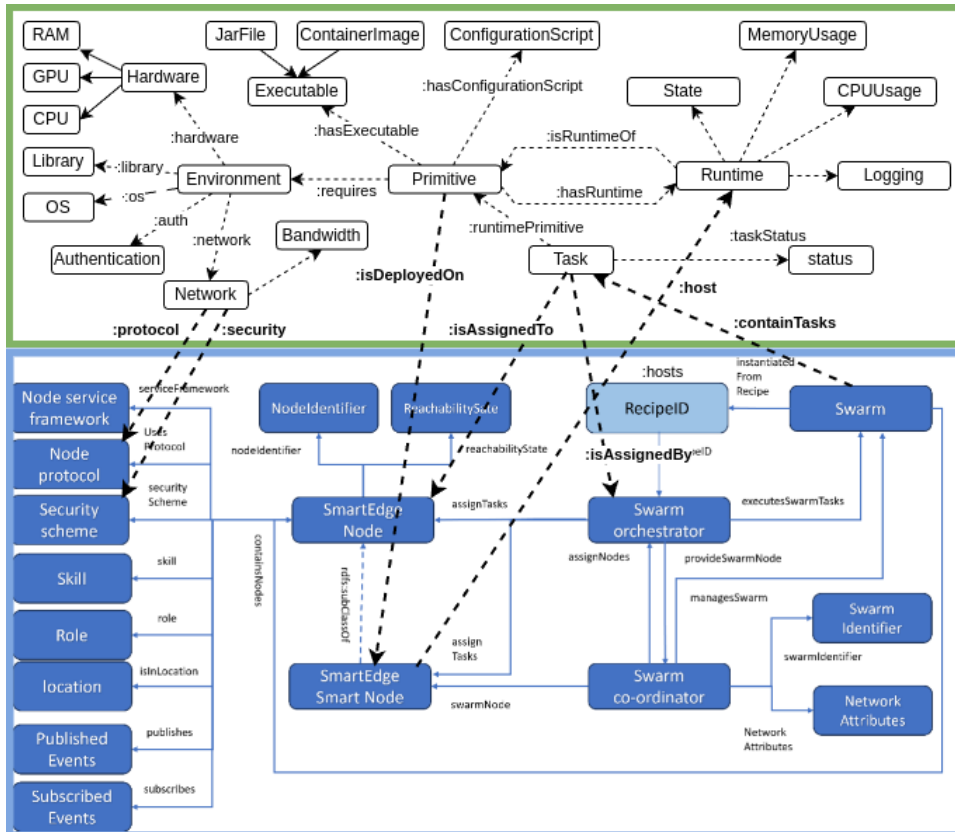 RAM
JarFile
ContainerImage
ConfigurationScript
MemoryUsage
GPU
Hardware
Executable
State
CPUUsage
:hasConfigurationScript
CPU
:hardware
:hasExecutable
:isRuntimeOf
Library
:library
Environment
:requires
Primitive
Runtime
Logging
:os
:hasRuntime
OS
:auth
:network
Bandwidth
:runtimePrimitive
:taskStatus
Authentication
Task
status
:isDeployedOn
:host
Network
:protocol
:security
:isAssignedTo
:containTasks
serviceFramework
:hosts
instantiated
From
Recipe
Node service
framework
NodeIdentifier
ReachabilitySate
RecipeID
Swarm
Uses
Protocol
nodeIdentifier
reachabilityState
:isAssignedBy
Node
protocol
security
Scheme
Security
scheme
SmartEdge
Node
assignTasks
Swarm
orchestrator
executesSwarmTasks
containsNodes
assignNodes
provideSwarmNode
skill
Skill
rdfs:subClassOf
managesSwarm
Swarm
Identifier
role
Role
assign
Tasks
swarmIdentifier
isInLocation
location
SmartEdge
Smart Node
swarmNode
Swarm
co-ordinator
Network
Attributes
publishes
Published
Events
Network
Attributes
subscribes
Subscribed
Events